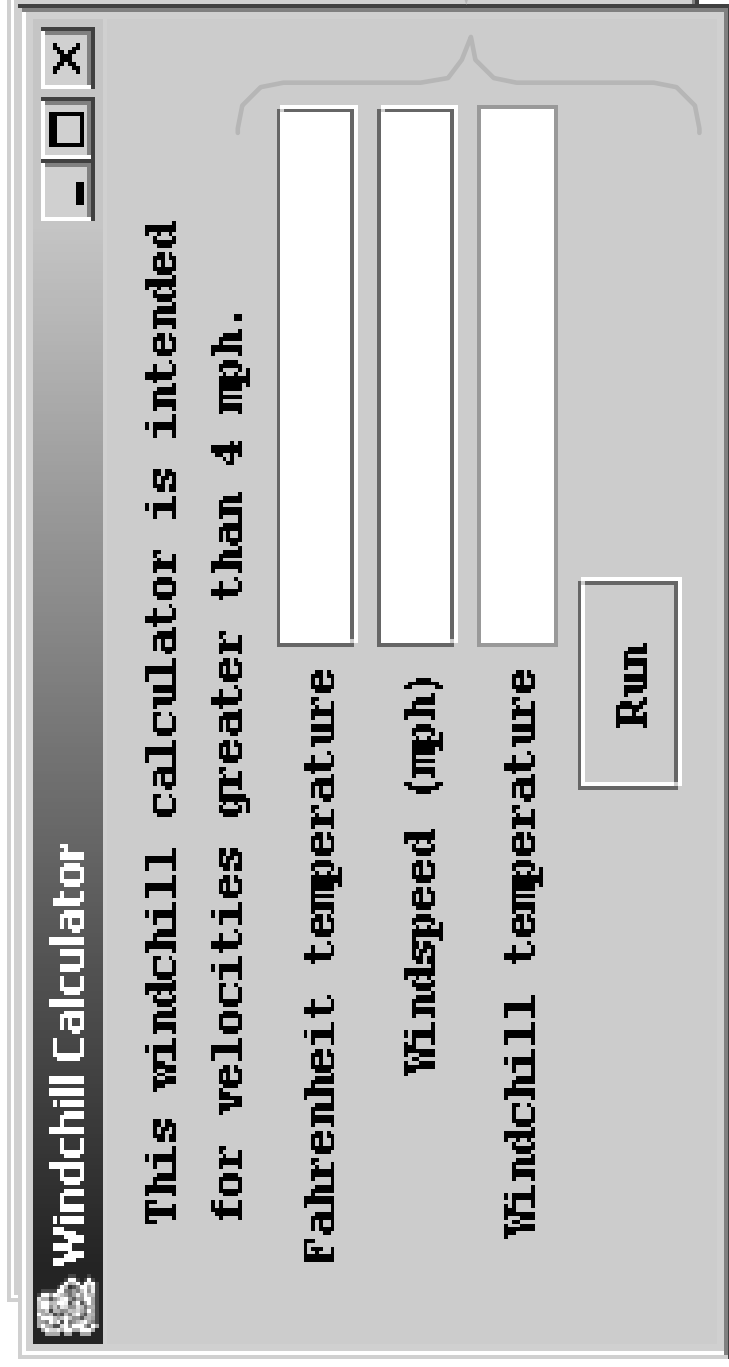 Windchill Calculator
This windchill calculator is intended
for velocities greater than 4 mph.
Fahrenheit temperature
Windspeed (mph)
Windchill temperature
Run